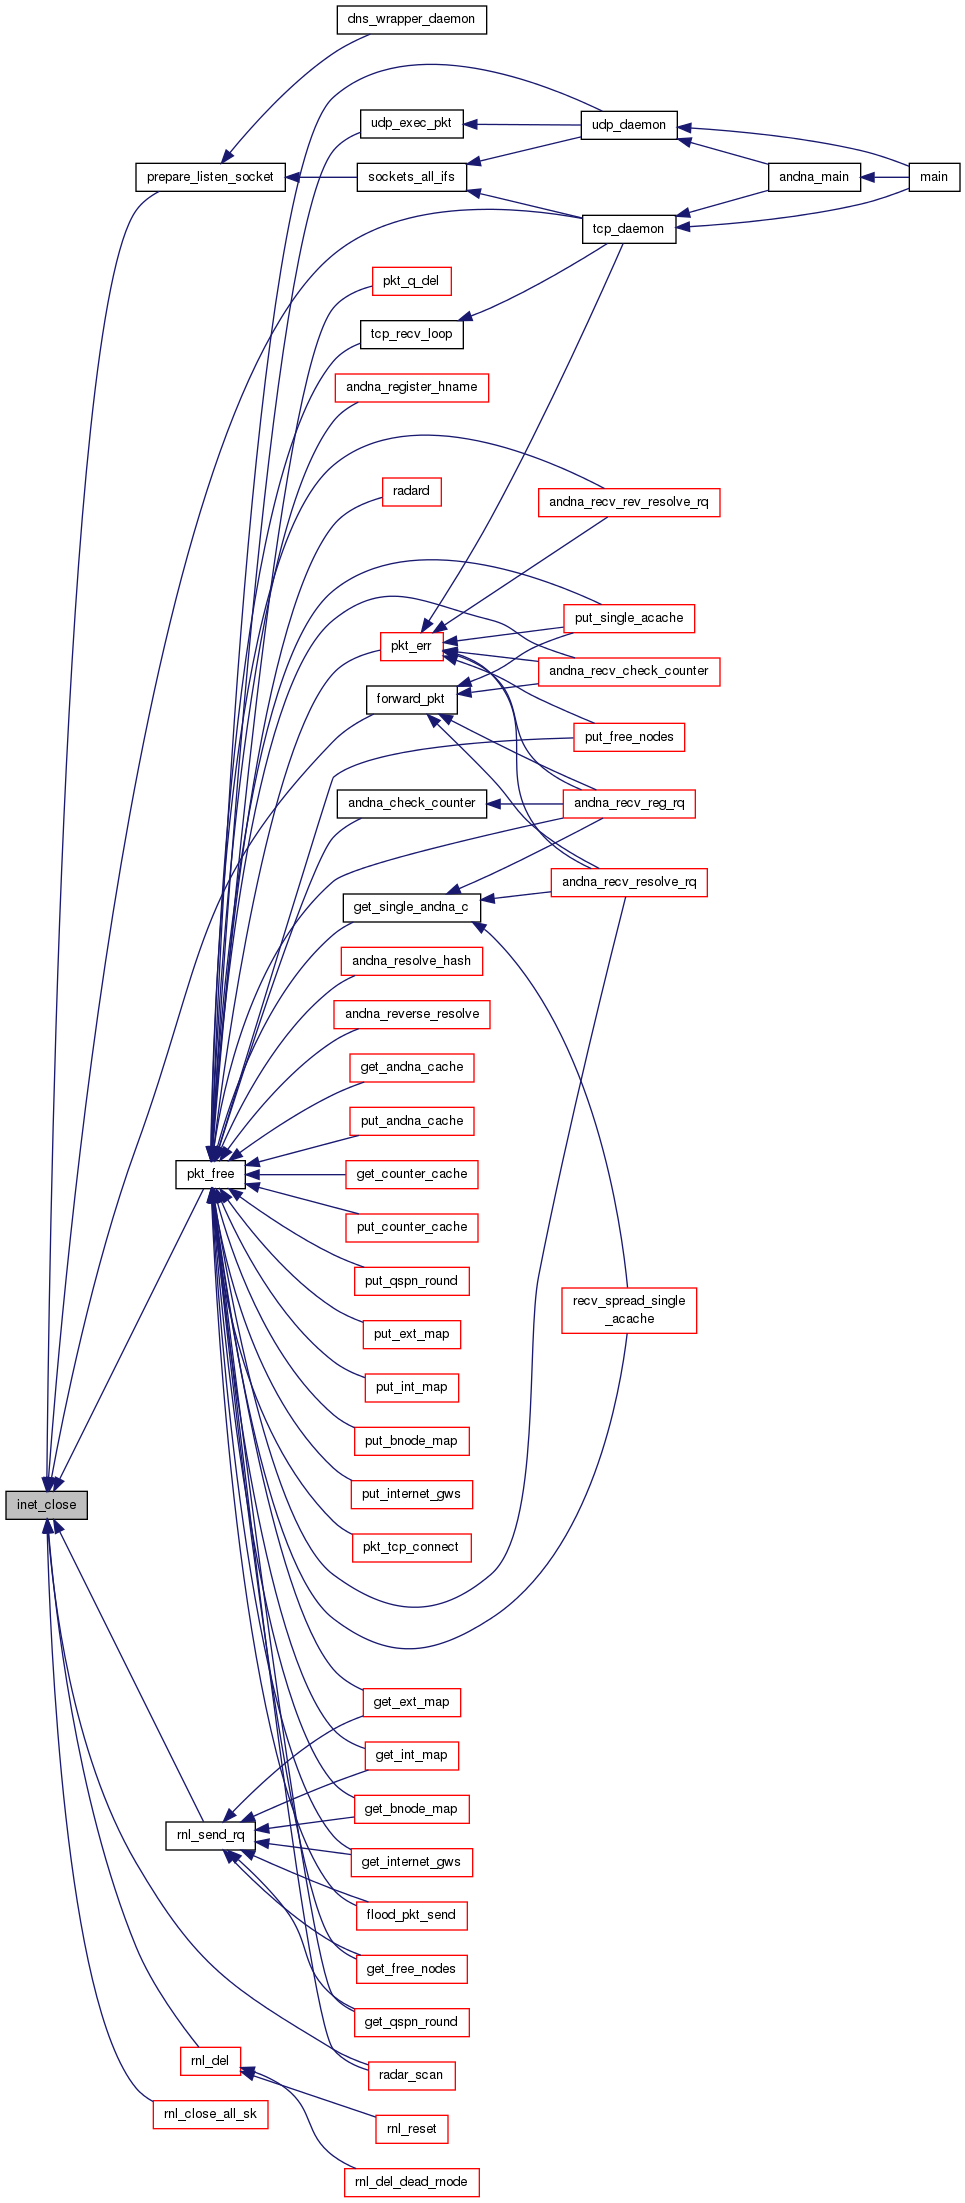 dns_wrapper_daemon
udp_exec_pkt
udp_daemon
prepare_listen_socket
sockets_all_ifs
andna_main
main
tcp_daemon
pkt_q_del
tcp_recv_loop
andna_register_hname
radard
andna_recv_rev_resolve_rq
put_single_acache
pkt_err
andna_recv_check_counter
forward_pkt
put_free_nodes
andna_check_counter
andna_recv_reg_rq
andna_recv_resolve_rq
get_single_andna_c
andna_resolve_hash
andna_reverse_resolve
get_andna_cache
put_andna_cache
pkt_free
get_counter_cache
put_counter_cache
put_qspn_round
recv_spread_single
_acache
put_ext_map
put_int_map
put_bnode_map
put_internet_gws
inet_close
pkt_tcp_connect
get_ext_map
get_int_map
get_bnode_map
rnl_send_rq
get_internet_gws
flood_pkt_send
get_free_nodes
get_qspn_round
rnl_del
radar_scan
rnl_close_all_sk
rnl_reset
rnl_del_dead_rnode